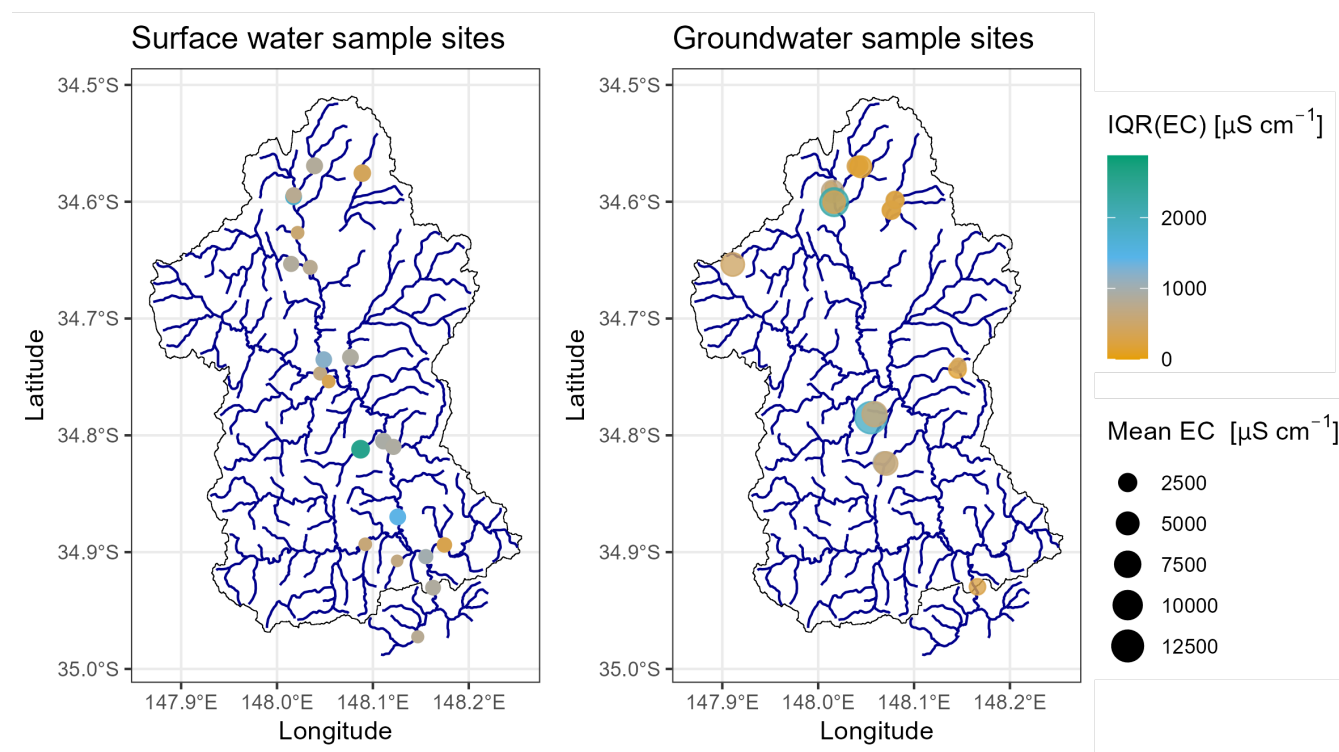 Surface water sample sites
Groundwater sample sites
34.5°S
34.6°S
34.7°S
34.8°S
34.9°S
35.0°S
Latitude
147.9°E 148.0°E 148.1°E 148.2°E
Longitude
34.5°S
34.6°S
34.7°S
34.8°S
34.9°S
35.0°S
Latitude
147.9°E 148.0°E 148.1°E 148.2°E
Longitude
IQR(EC) [μS cm⁻¹]
2000
1000
0
Mean EC [μS cm⁻¹]
2500
5000
7500
10000
12500